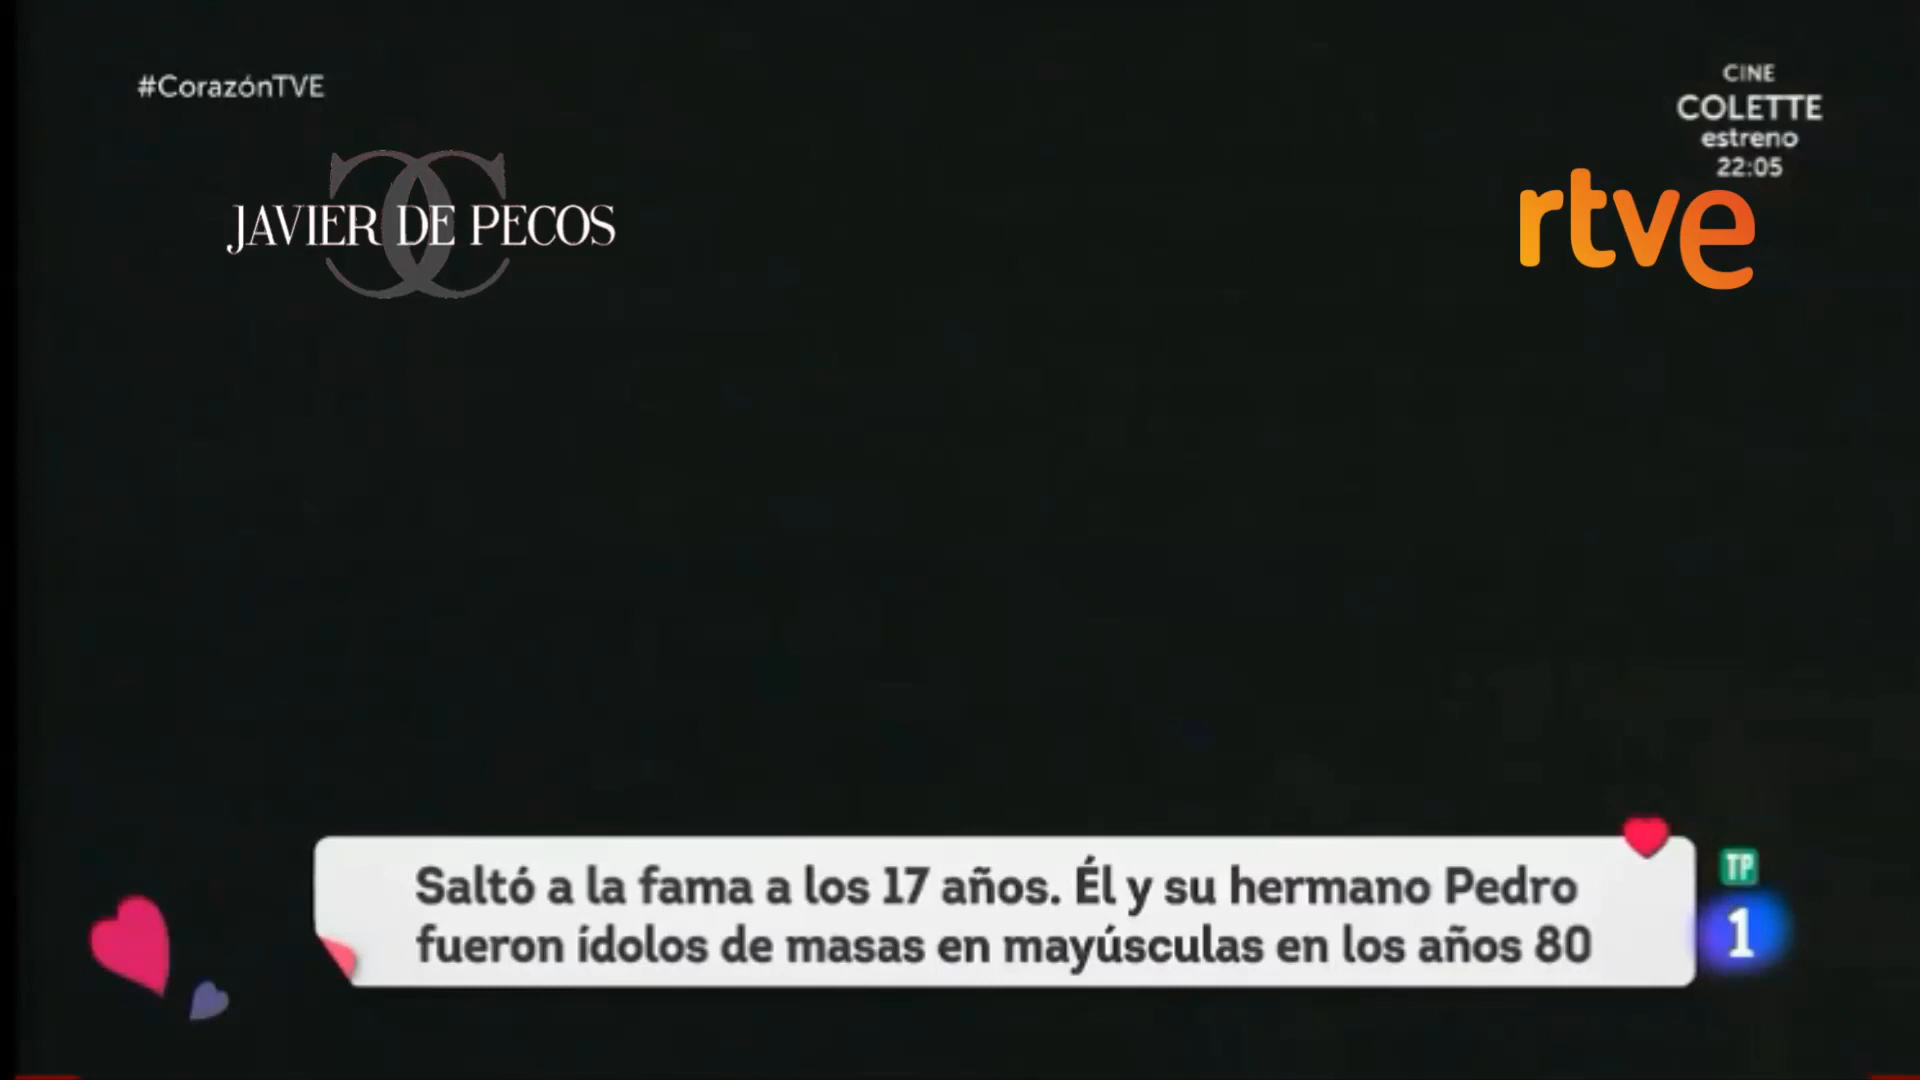 #CorazónTVE
CINE
COLETTE
estreno
22:05
JAVIER DE PECOS
rtve
Saltó a la fama a los 17 años. Él y su hermano Pedro
fueron ídolos de masas en mayúsculas en los años 80
TP
1